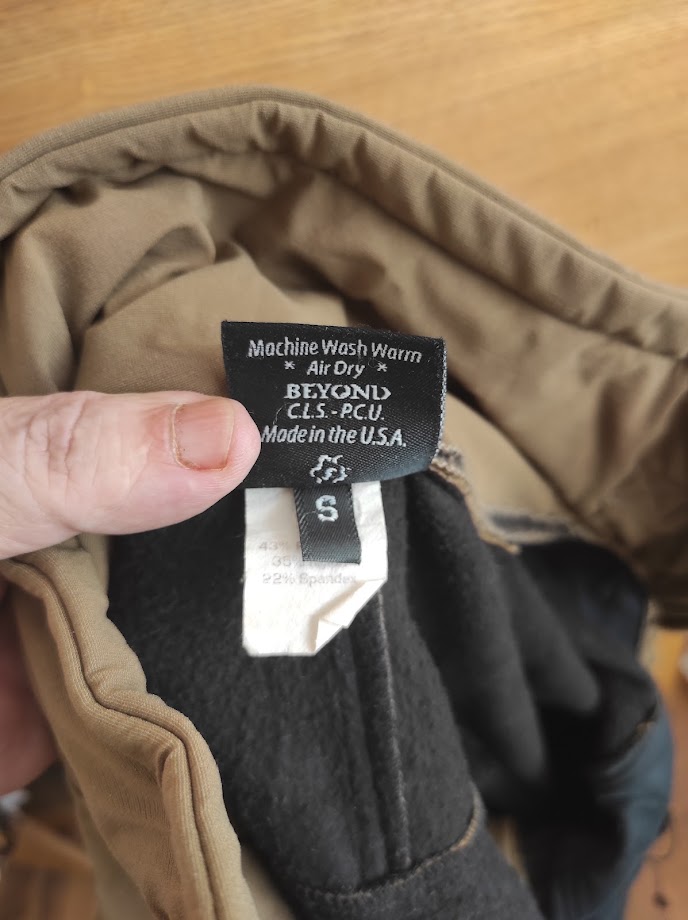 Machine Wash Warm
* Air Dry *
BEYOND
C.L.S.-P.C.U.
Made in the U.S.A.
S
22% Spandex